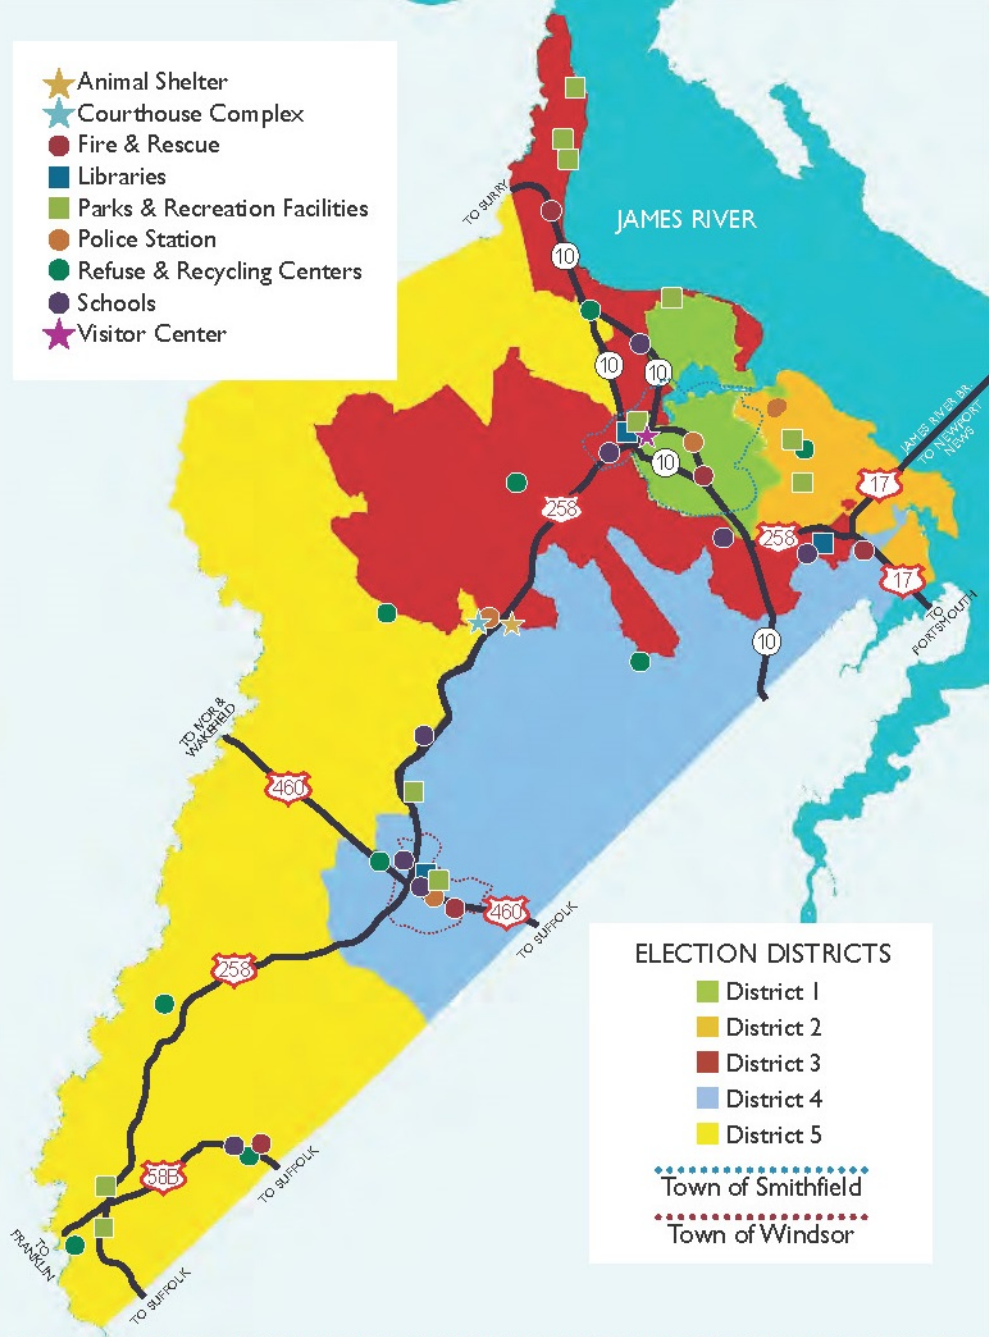 Animal Shelter
Courthouse Complex
Fire & Rescue
Libraries
Parks & Recreation Facilities
Police Station
Refuse & Recycling Centers
Schools
Visitor Center
TO SURRY
JAMES RIVER
10
10
10
JAMES RIVER BR.
TO NEWPORT
NEWS
10
17
258
258
17
TO
PORTSMOUTH
10
TO IVOR &
WAKEFIELD
460
460
TO SUFFOLK
258
58B
TO SUFFOLK
TO
FRANKLIN
TO SUFFOLK
ELECTION DISTRICTS
District 1
District 2
District 3
District 4
District 5
Town of Smithfield
Town of Windsor